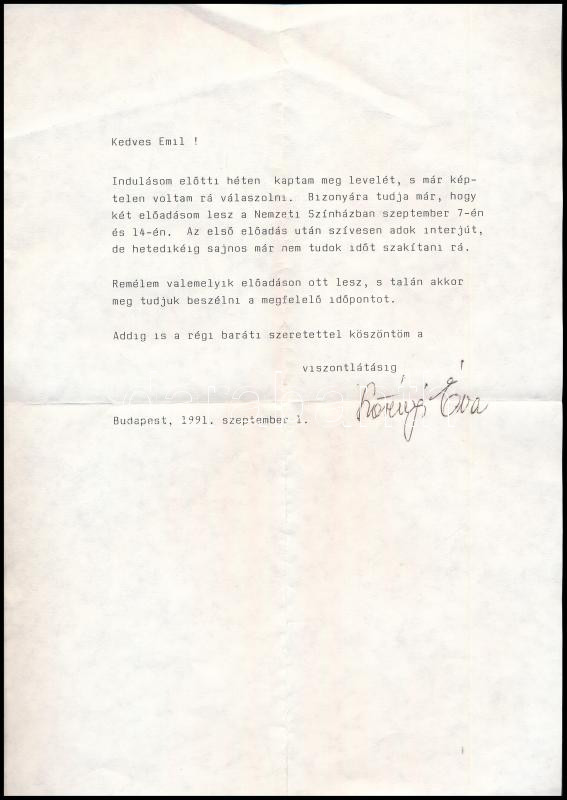 Kedves Emil !
Indulásom előtti héten kaptam meg levelét, s már kép-
telen voltam rá válaszolni. Bizonyára tudja már, hogy
két előadásom lesz a Nemzeti Színházban szeptember 7-én
és 14-én. Az első előadás után szívesen adok interjút,
de hetedikéig sajnos már nem tudok időt szakítani rá.
Remélem valemelyik előadáson ott lesz, s talán akkor
meg tudjuk beszélni a megfelelő időpontot.
Addig is a régi baráti szeretettel köszöntöm a
viszontlátásig
Budapest, 1991. szeptember 1.
Éva